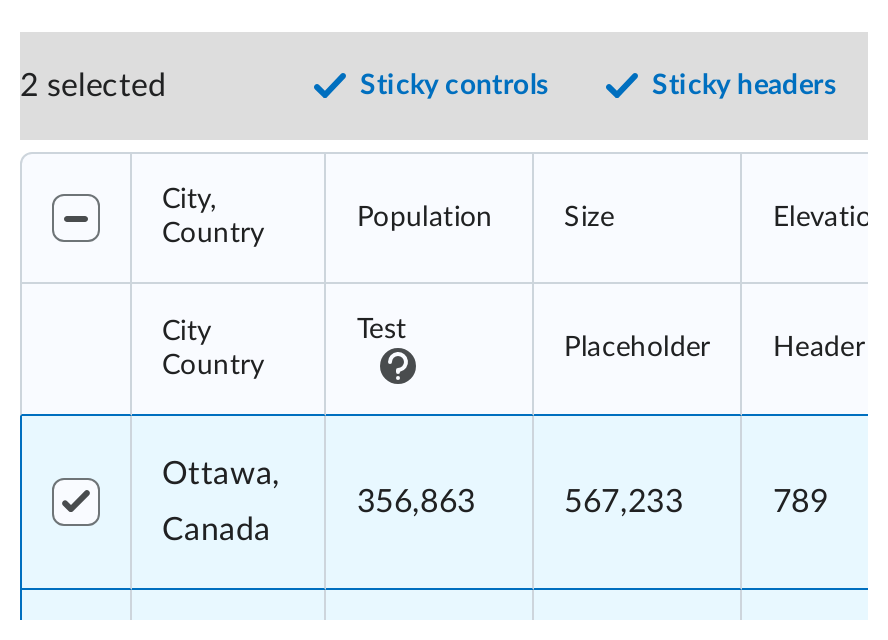 2 selected
Sticky controls
Sticky headers
City,
Country
Population
Size
Elevatio
City
Country
Test
Placeholder
Header
Ottawa,
Canada
356,863
567,233
789